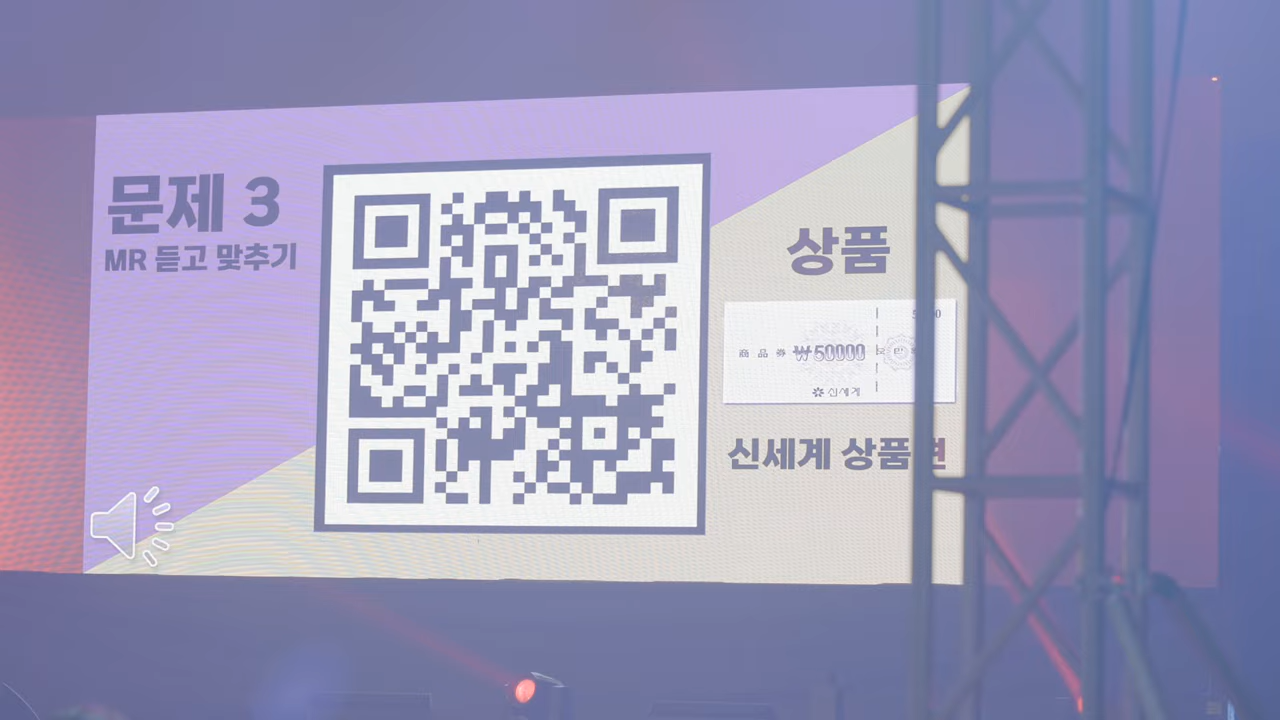 문제 3
MR 듣고 맞추기
상품
商品券 ₩50000
신세계
신세계 상품권